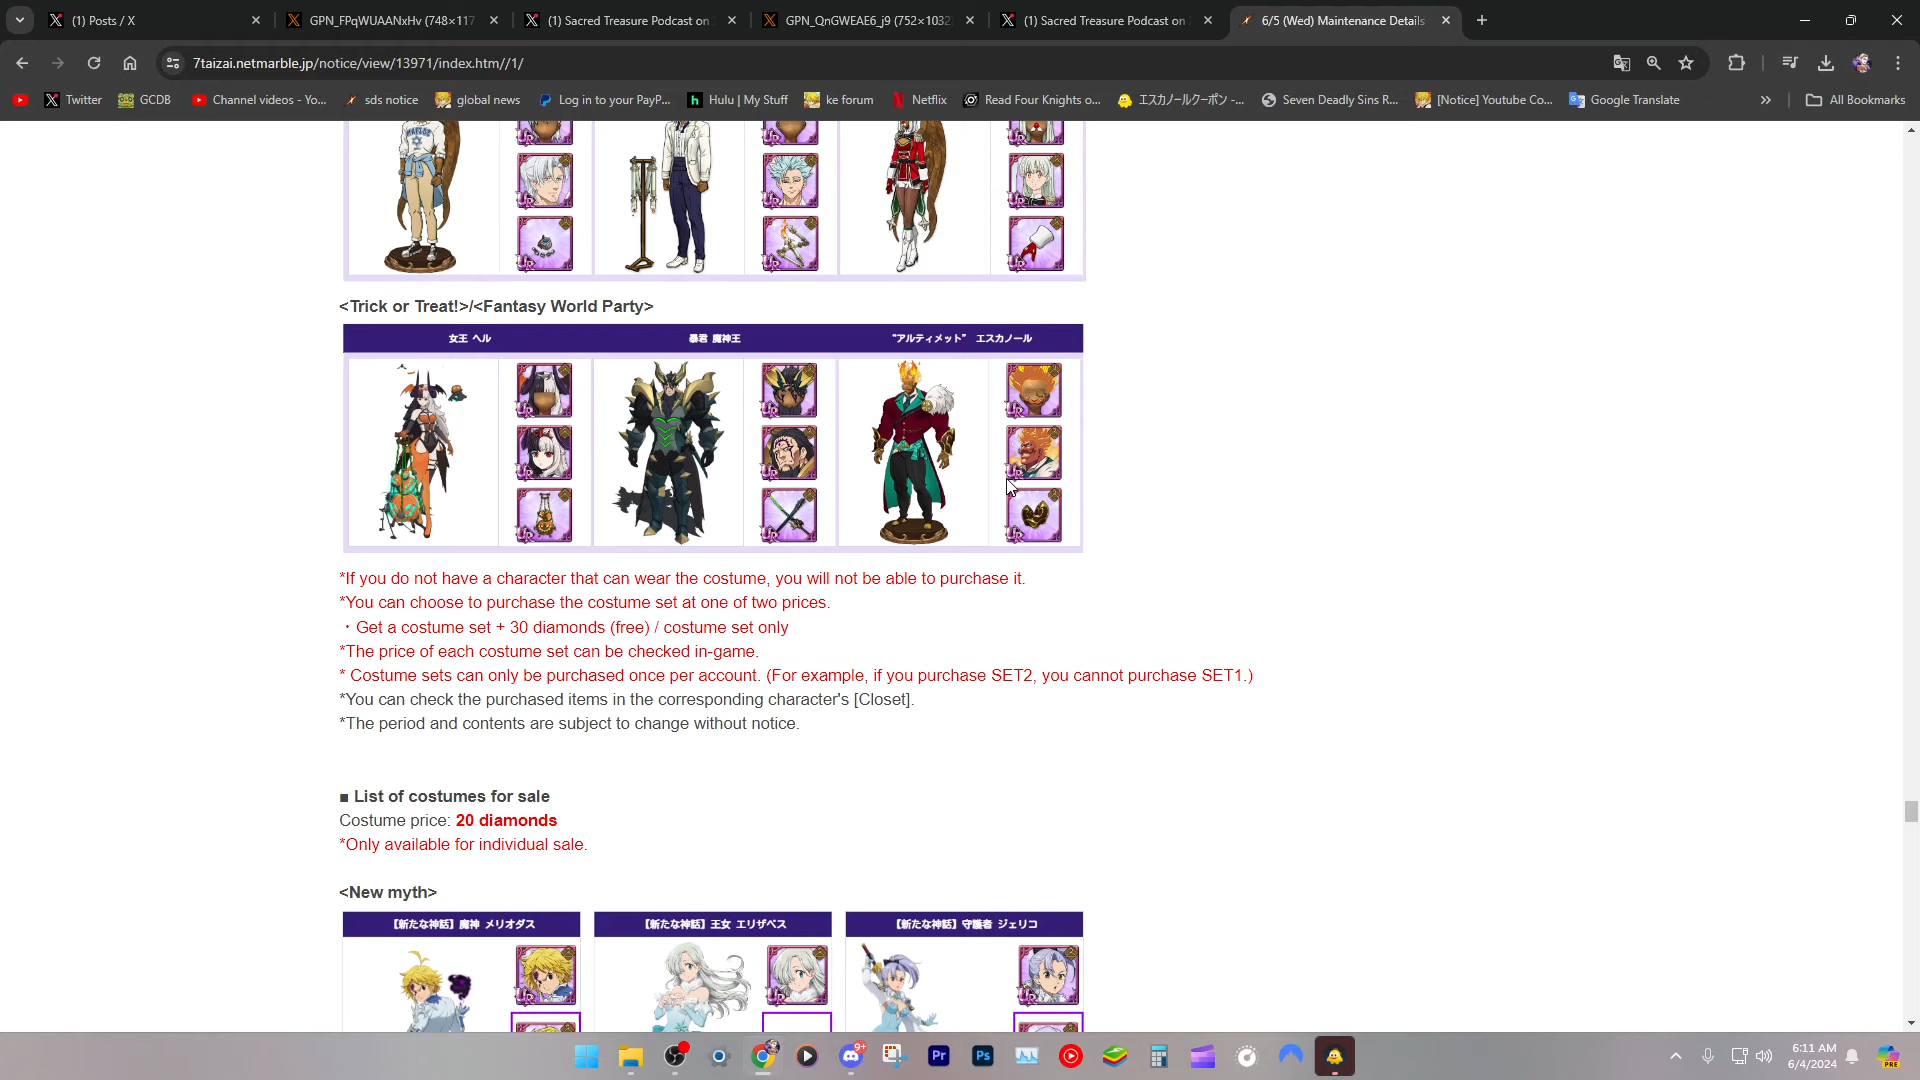 (1) Posts / X
GPN_FPqWUAANxHv (748×117
(1) Sacred Treasure Podcast on
GPN_QnGWEAE6_j9 (752×1032
(1) Sacred Treasure Podcast on
6/5 (Wed) Maintenance Details
7taizai.netmarble.jp/notice/view/13971/index.htm//1/
Twitter
GCDB
Channel videos - Yo...
sds notice
global news
Log in to your PayP...
Hulu | My Stuff
ke forum
Netflix
Read Four Knights o...
エスカノールクーポン -...
Seven Deadly Sins R...
[Notice] Youtube Co...
Google Translate
All Bookmarks
<Trick or Treat!>/<Fantasy World Party>
女王 ヘル
暴君 魔神王
“アルティメット” エスカノール
*If you do not have a character that can wear the costume, you will not be able to purchase it.
*You can choose to purchase the costume set at one of two prices.
・Get a costume set + 30 diamonds (free) / costume set only
*The price of each costume set can be checked in-game.
* Costume sets can only be purchased once per account. (For example, if you purchase SET2, you cannot purchase SET1.)
*You can check the purchased items in the corresponding character's [Closet].
*The period and contents are subject to change without notice.
■ List of costumes for sale
Costume price: 20 diamonds
*Only available for individual sale.
<New myth>
【新たな神話】魔神 メリオダス
【新たな神話】王女 エリザベス
【新たな神話】守護者 ジェリコ
9+
Pr
Ps
6:11 AM
6/4/2024
PRE